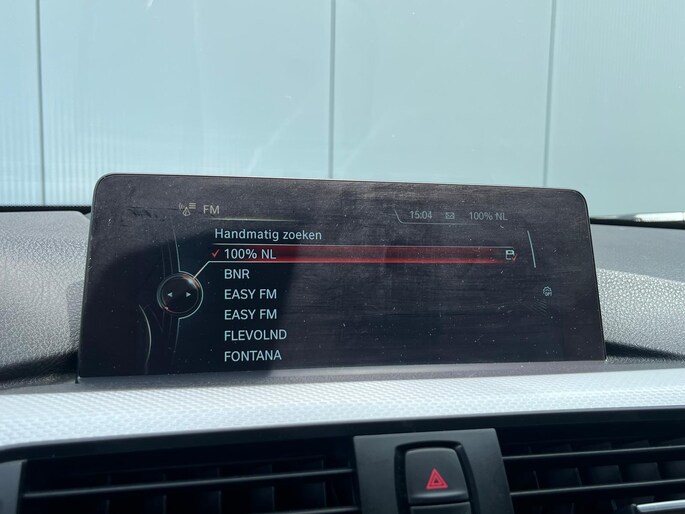 FM 15:04 100% NL
Handmatig zoeken
100% NL
BNR
EASY FM
EASY FM
FLEVOLND
FONTANA